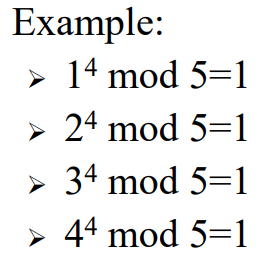 Example:
➢ 1⁴ mod 5=1
➢ 2⁴ mod 5=1
➢ 3⁴ mod 5=1
➢ 4⁴ mod 5=1